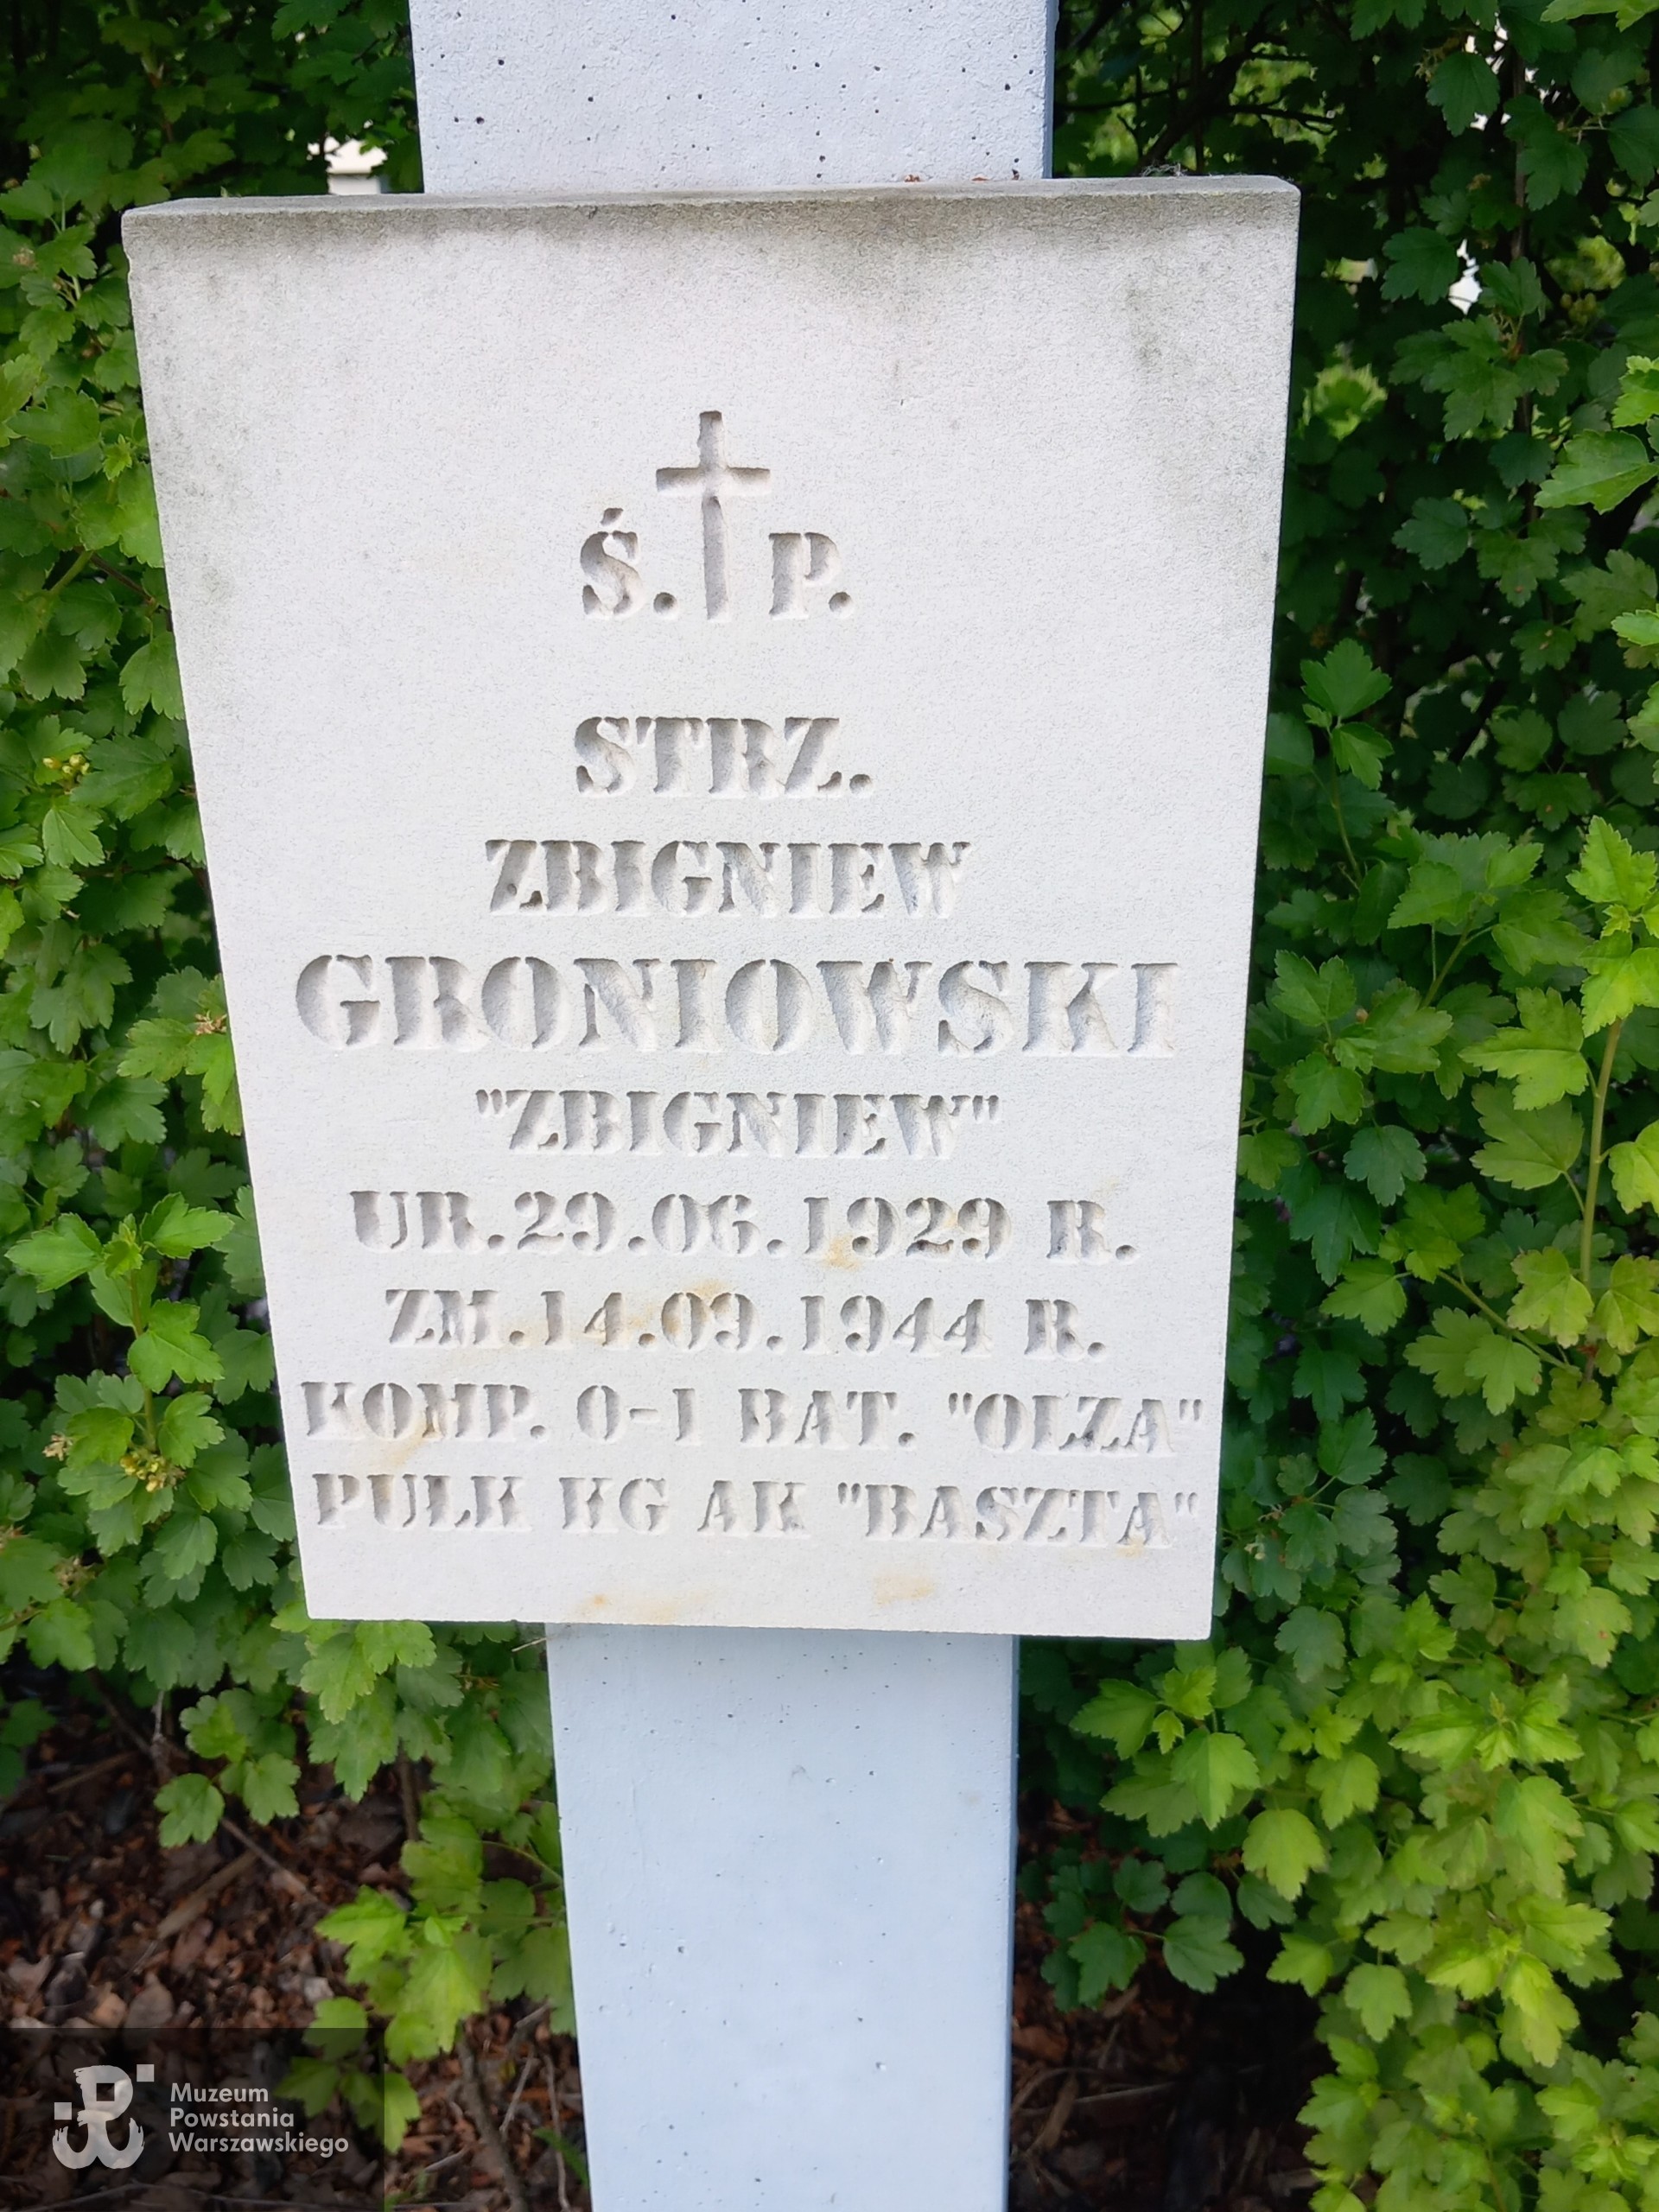 Ś. P.
STRZ.
ZBIGNIEW
GRONIOWSKI
"ZBIGNIEW"
UR.29.06.1929 R.
ZM.14.09.1944 R.
KOMP. O-1 BAT. "OLZA"
PUŁK KG AK "BASZTA"
Muzeum
Powstania
Warszawskiego